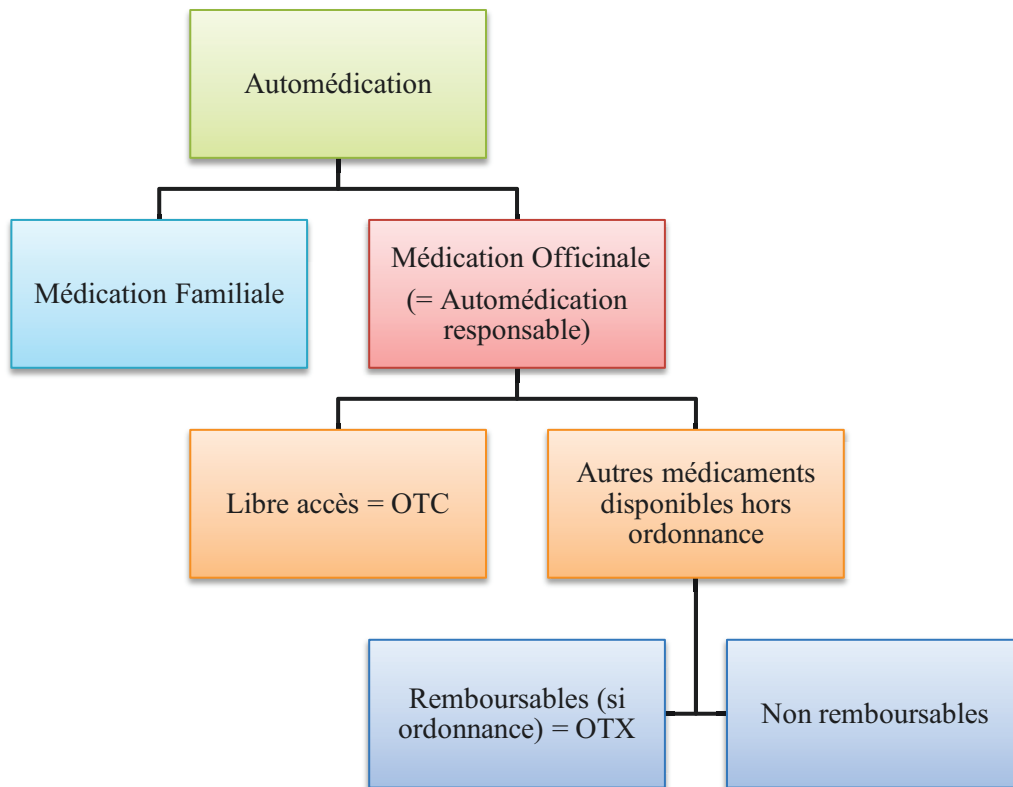 Automédication
Médication Familiale
Médication Officinale
(= Automédication
responsable)
Libre accès = OTC
Autres médicaments
disponibles hors
ordonnance
Remboursables (si
ordonnance) = OTX
Non remboursables